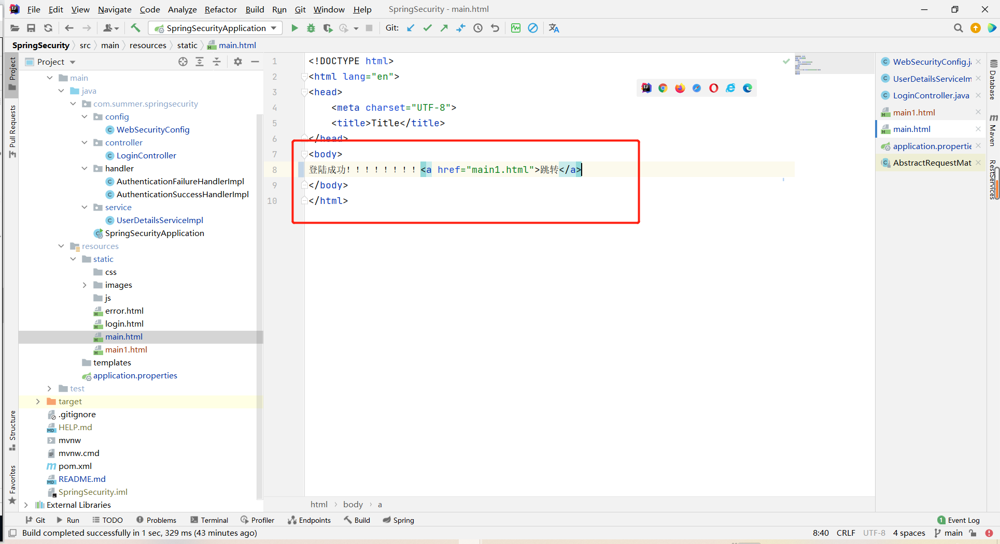 File Edit View Navigate Code Analyze Refactor Build Run Git Window Help SpringSecurity - main.html
SpringSecurityApplication Git:
SpringSecurity src main resources static main.html
Project
Pull Requests
Structure
Favorites
Project
main
java
com.summer.springsecurity
config
WebSecurityConfig
controller
LoginController
handler
AuthenticationFailureHandlerImpl
AuthenticationSuccessHandlerImpl
service
UserDetailsServiceImpl
SpringSecurityApplication
resources
static
css
images
js
error.html
login.html
main.html
main1.html
templates
application.properties
test
target
.gitignore
HELP.md
mvnw
mvnw.cmd
pom.xml
README.md
SpringSecurity.iml
External Libraries
1 <!DOCTYPE html>
2 <html lang="en">
3 <head>
4 <meta charset="UTF-8">
5 <title>Title</title>
6 </head>
7 <body>
8 登陆成功！！！！！！！！<a href="main1.html">跳转</a>
9 </body>
10 </html>
html body a
WebSecurityConfig.ja
UserDetailsServiceIm
LoginController.java
main1.html
main.html
application.propertie
AbstractRequestMat
Database
Maven
RestServices
Git Run TODO Problems Terminal Profiler Endpoints Build Spring 1 Event Log
Build completed successfully in 1 sec, 329 ms (43 minutes ago) 8:40 CRLF UTF-8 4 spaces main